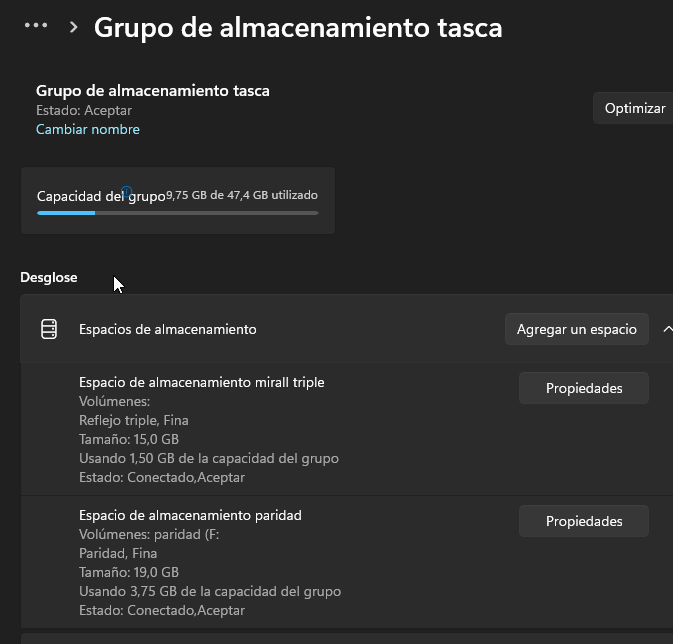 ... > Grupo de almacenamiento tasca
Grupo de almacenamiento tasca
Estado: Aceptar
Cambiar nombre
Optimizar
Capacidad del grupo 9,75 GB de 47,4 GB utilizado
Desglose
Espacios de almacenamiento
Agregar un espacio
Espacio de almacenamiento mirall triple
Propiedades
Volúmenes:
Reflejo triple, Fina
Tamaño: 15,0 GB
Usando 1,50 GB de la capacidad del grupo
Estado: Conectado,Aceptar
Espacio de almacenamiento paridad
Propiedades
Volúmenes: paridad (F:
Paridad, Fina
Tamaño: 19,0 GB
Usando 3,75 GB de la capacidad del grupo
Estado: Conectado,Aceptar